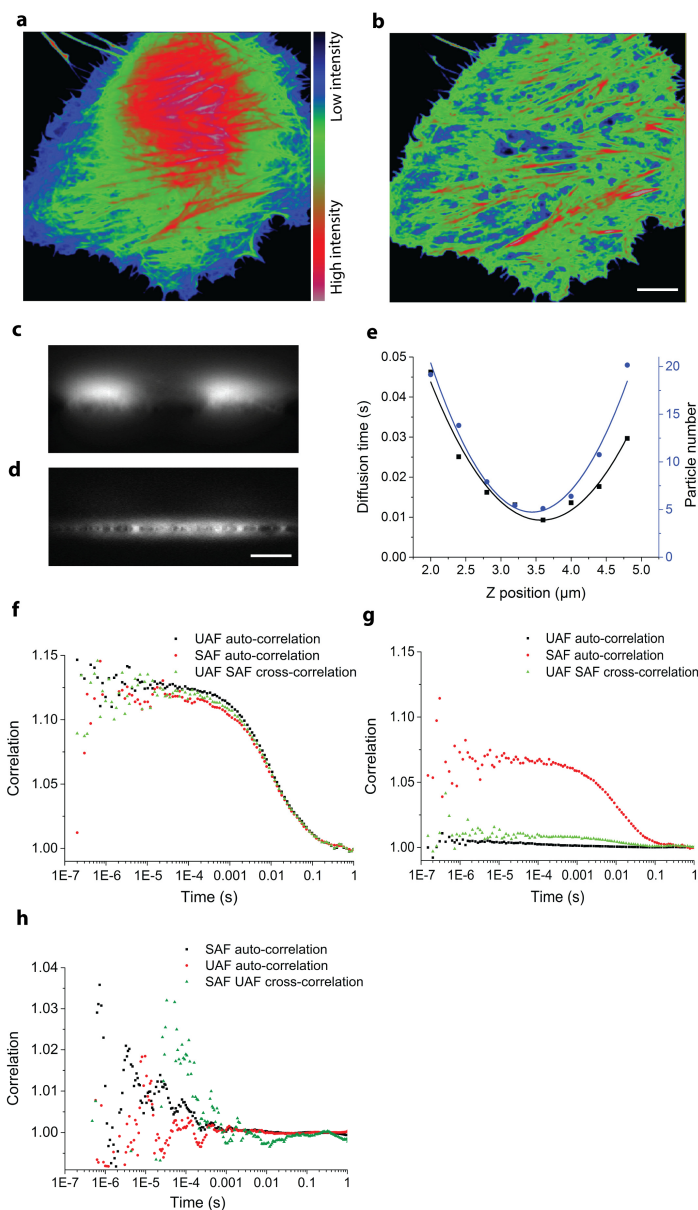 a
b
Low intensity
High intensity
c
d
e
0.05
0.04
0.03
0.02
0.01
0.00
Diffusion time (s)
20
15
10
5
0
Particle number
2.0 2.5 3.0 3.5 4.0 4.5 5.0
Z position (µm)
f
UAF auto-correlation
SAF auto-correlation
UAF SAF cross-correlation
1.15
1.10
1.05
1.00
Correlation
1E-7 1E-6 1E-5 1E-4 0.001 0.01 0.1 1
Time (s)
g
UAF auto-correlation
SAF auto-correlation
UAF SAF cross-correlation
1.15
1.10
1.05
1.00
Correlation
1E-7 1E-6 1E-5 1E-4 0.001 0.01 0.1 1
Time (s)
h
SAF auto-correlation
UAF auto-correlation
SAF UAF cross-correlation
1.04
1.03
1.02
1.01
1.00
Correlation
1E-7 1E-6 1E-5 1E-4 0.001 0.01 0.1 1
Time (s)